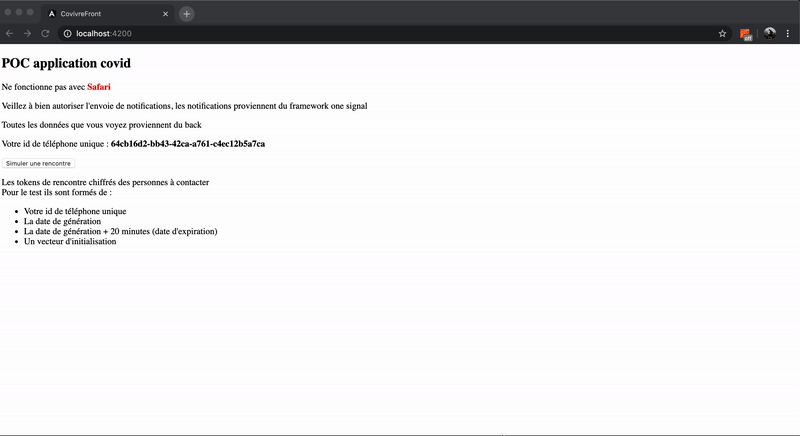 CovivreFront
localhost:4200
off
POC application covid
Ne fonctionne pas avec Safari
Veillez à bien autoriser l'envoie de notifications, les notifications proviennent du framework one signal
Toutes les données que vous voyez proviennent du back
Votre id de téléphone unique : 64cb16d2-bb43-42ca-a761-c4ec12b5a7ca
Simuler une rencontre
Les tokens de rencontre chiffrés des personnes à contacter
Pour le test ils sont formés de :
Votre id de téléphone unique
La date de génération
La date de génération + 20 minutes (date d'expiration)
Un vecteur d'initialisation